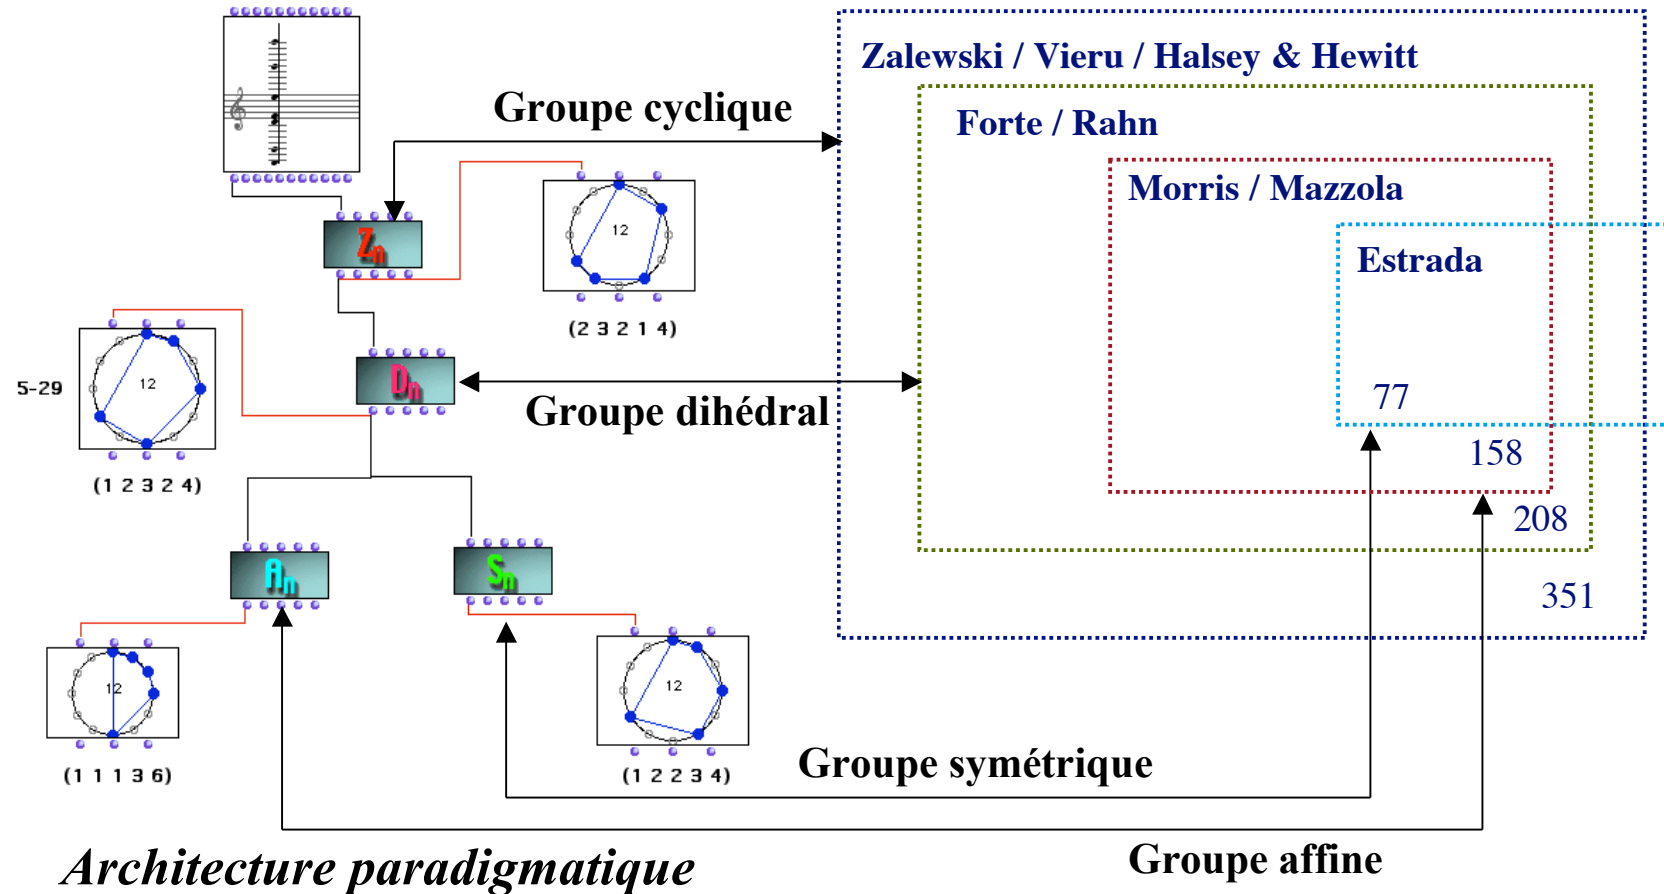 Zalewski / Vieru / Halsey & Hewitt
Groupe cyclique
Forte / Rahn
Morris / Mazzola
12
Zn
Estrada
(2 3 2 1 4)
5-29
12
Dn
Groupe dihédral
77
158
(1 2 3 2 4)
208
An
Sn
351
12
12
(1 1 1 3 6)
(1 2 2 3 4)
Groupe symétrique
Groupe affine
Architecture paradigmatique